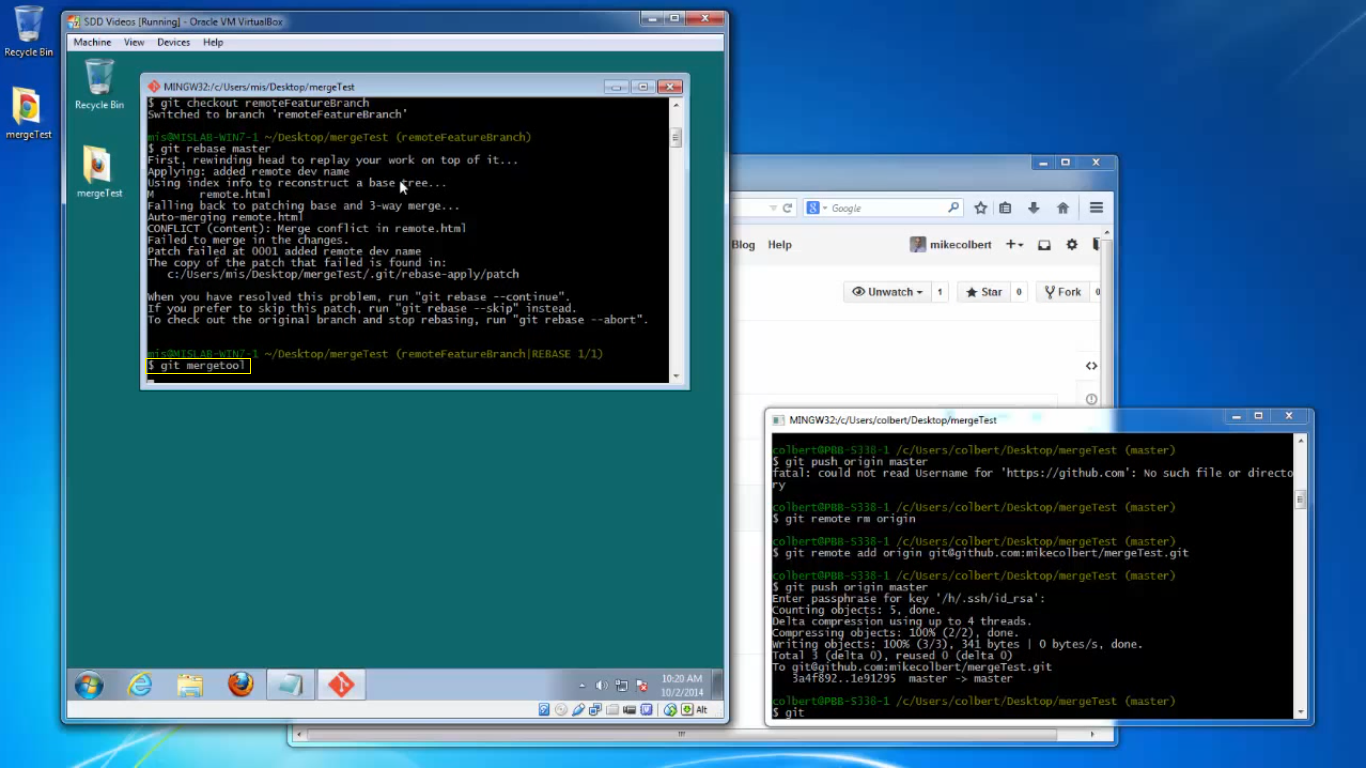 Recycle Bin
mergeTest
SDD Videos [Running] - Oracle VM VirtualBox
Machine View Devices Help
Recycle Bin
mergeTest
MINGW32:/c/Users/mis/Desktop/mergeTest
$ git checkout remoteFeatureBranch
Switched to branch 'remoteFeatureBranch'
mis@MISLAB-WIN7-1 ~/Desktop/mergeTest (remoteFeatureBranch)
$ git rebase master
First, rewinding head to replay your work on top of it...
Applying: added remote dev name
Using index info to reconstruct a base tree...
M remote.html
Falling back to patching base and 3-way merge...
Auto-merging remote.html
CONFLICT (content): Merge conflict in remote.html
Failed to merge in the changes.
Patch failed at 0001 added remote dev name
The copy of the patch that failed is found in:
c:/Users/mis/Desktop/mergeTest/.git/rebase-apply/patch
When you have resolved this problem, run "git rebase --continue".
If you prefer to skip this patch, run "git rebase --skip" instead.
To check out the original branch and stop rebasing, run "git rebase --abort".
mis@MISLAB-WIN7-1 ~/Desktop/mergeTest (remoteFeatureBranch|REBASE 1/1)
$ git mergetool
10:20 AM
10/2/2014
Alt
Google
Blog Help
mikecolbert
Unwatch 1 Star 0 Fork 0
MINGW32:/c/Users/colbert/Desktop/mergeTest
colbert@PBB-S338-1 /c/Users/colbert/Desktop/mergeTest (master)
$ git push origin master
fatal: could not read Username for 'https://github.com': No such file or directo
ry
colbert@PBB-S338-1 /c/Users/colbert/Desktop/mergeTest (master)
$ git remote rm origin
colbert@PBB-S338-1 /c/Users/colbert/Desktop/mergeTest (master)
$ git remote add origin git@github.com:mikecolbert/mergeTest.git
colbert@PBB-S338-1 /c/Users/colbert/Desktop/mergeTest (master)
$ git push origin master
Enter passphrase for key '/h/.ssh/id_rsa':
Counting objects: 5, done.
Delta compression using up to 4 threads.
Compressing objects: 100% (2/2), done.
Writing objects: 100% (3/3), 341 bytes | 0 bytes/s, done.
Total 3 (delta 0), reused 0 (delta 0)
To git@github.com:mikecolbert/mergeTest.git
3a4f892..1e91295 master -> master
colbert@PBB-S338-1 /c/Users/colbert/Desktop/mergeTest (master)
$ git